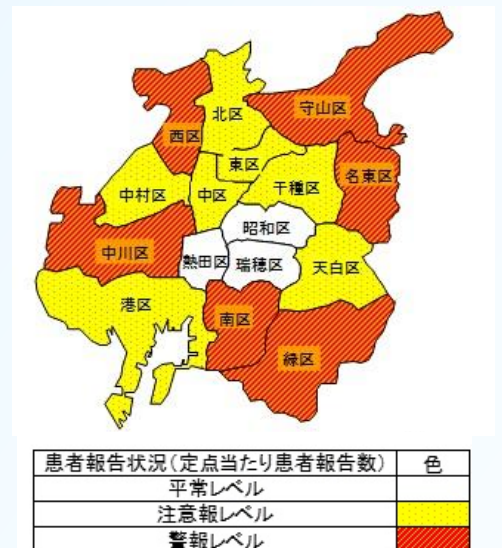 北区
守山区
西区
東区
名東区
千種区
中村区
中区
昭和区
中川区
熱田区
瑞穂区
天白区
港区
南区
緑区
患者報告状況（定点当たり患者報告数） 色
平常レベル
注意報レベル
警報レベル